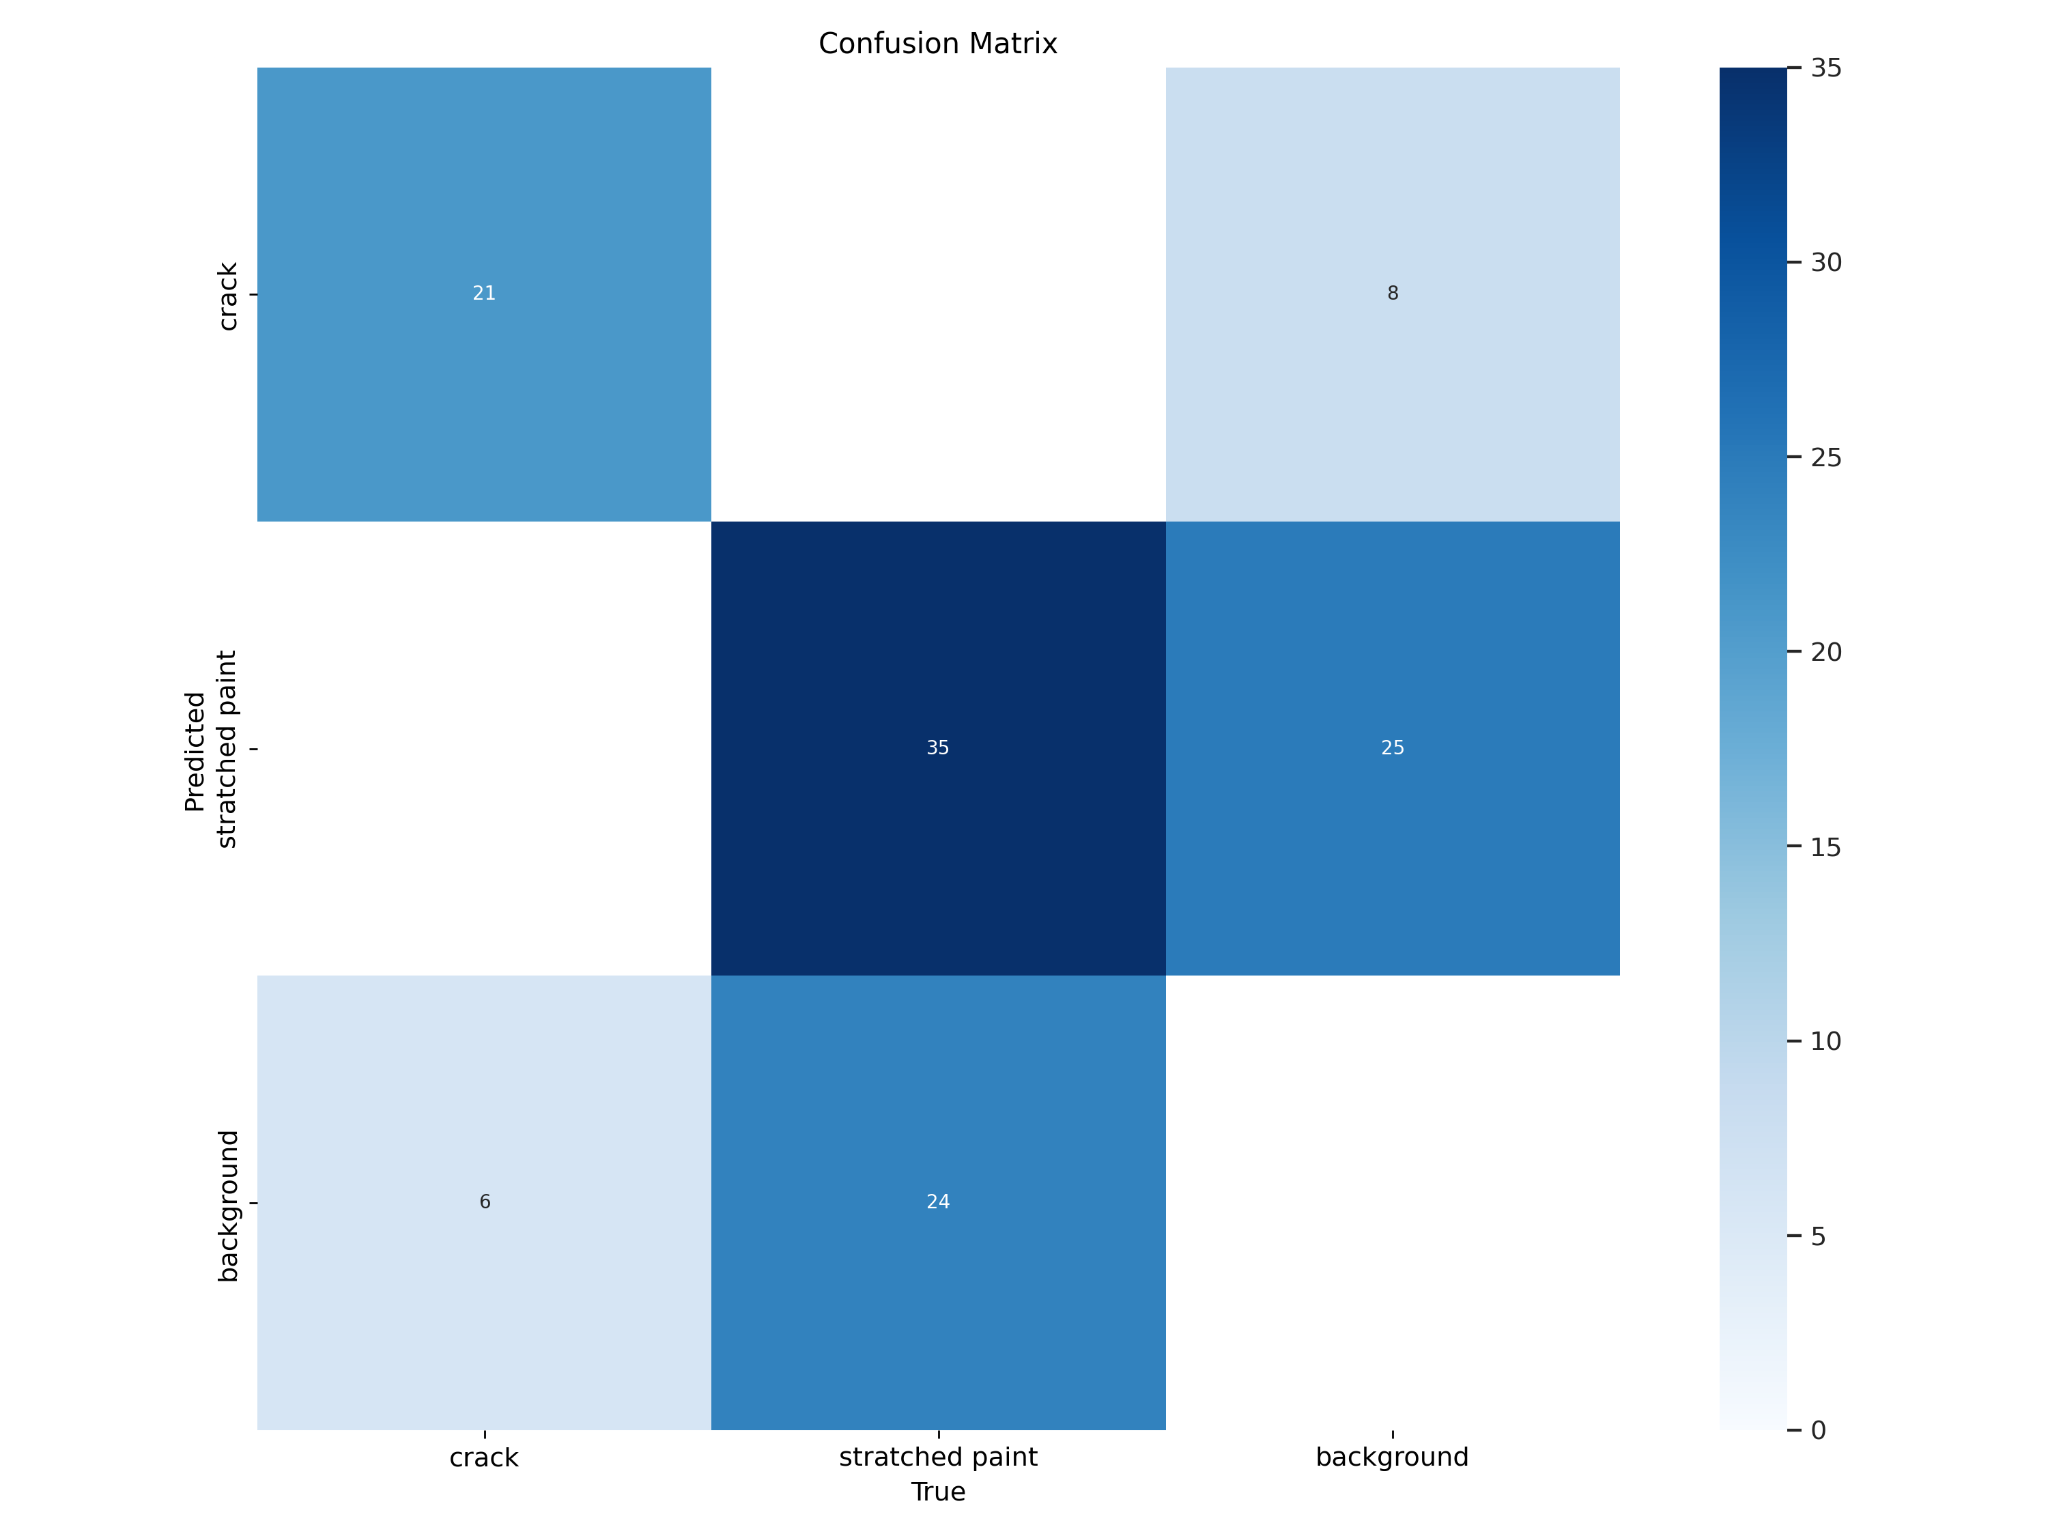 Confusion Matrix
35
30
25
20
15
10
5
0
crack
21
8
Predicted
stratched paint
35
25
background
6
24
crack
stratched paint
background
True